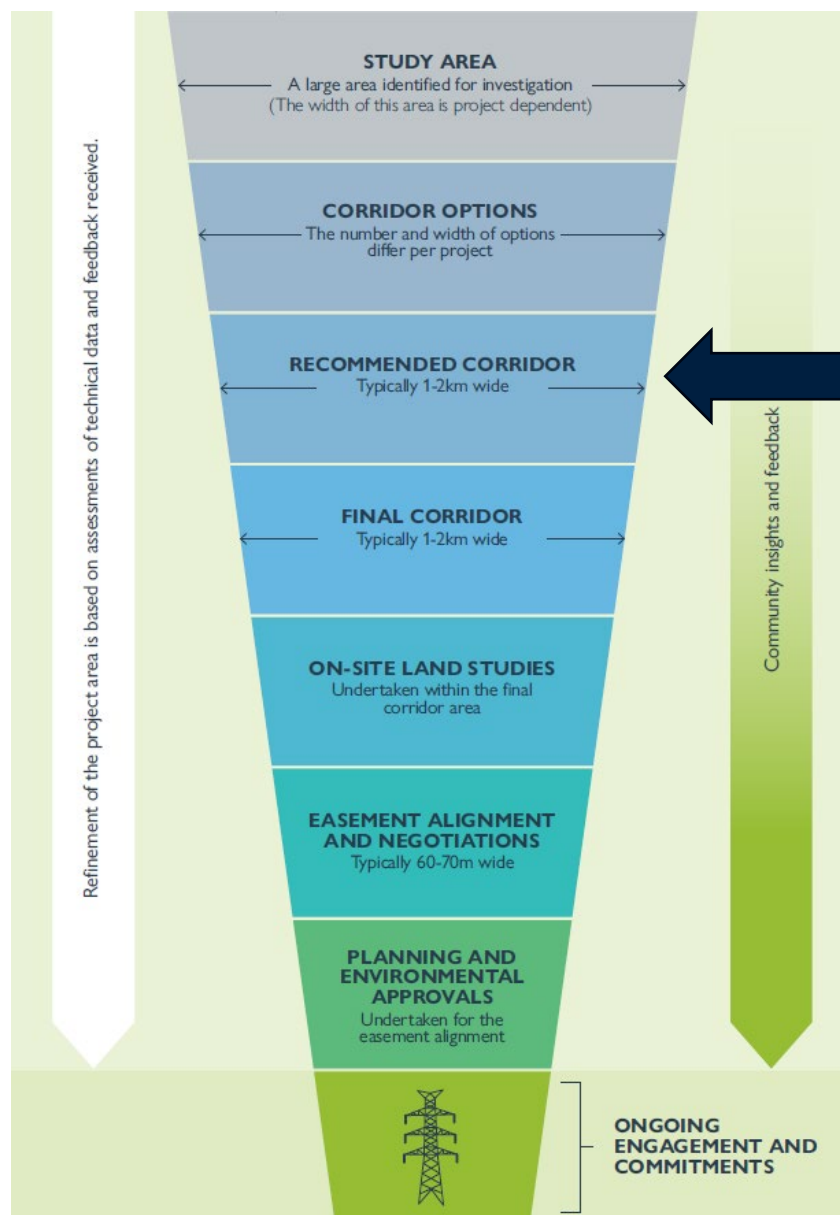 STUDY AREA
A large area identified for investigation
(The width of this area is project dependent)
CORRIDOR OPTIONS
The number and width of options
differ per project
RECOMMENDED CORRIDOR
Typically 1-2km wide
FINAL CORRIDOR
Typically 1-2km wide
ON-SITE LAND STUDIES
Undertaken within the final
corridor area
EASEMENT ALIGNMENT
AND NEGOTIATIONS
Typically 60-70m wide
PLANNING AND
ENVIRONMENTAL
APPROVALS
Undertaken for the
easement alignment
ONGOING
ENGAGEMENT AND
COMMITMENTS
Refinement of the project area is based on assessments of technical data and feedback received.
Community insights and feedback